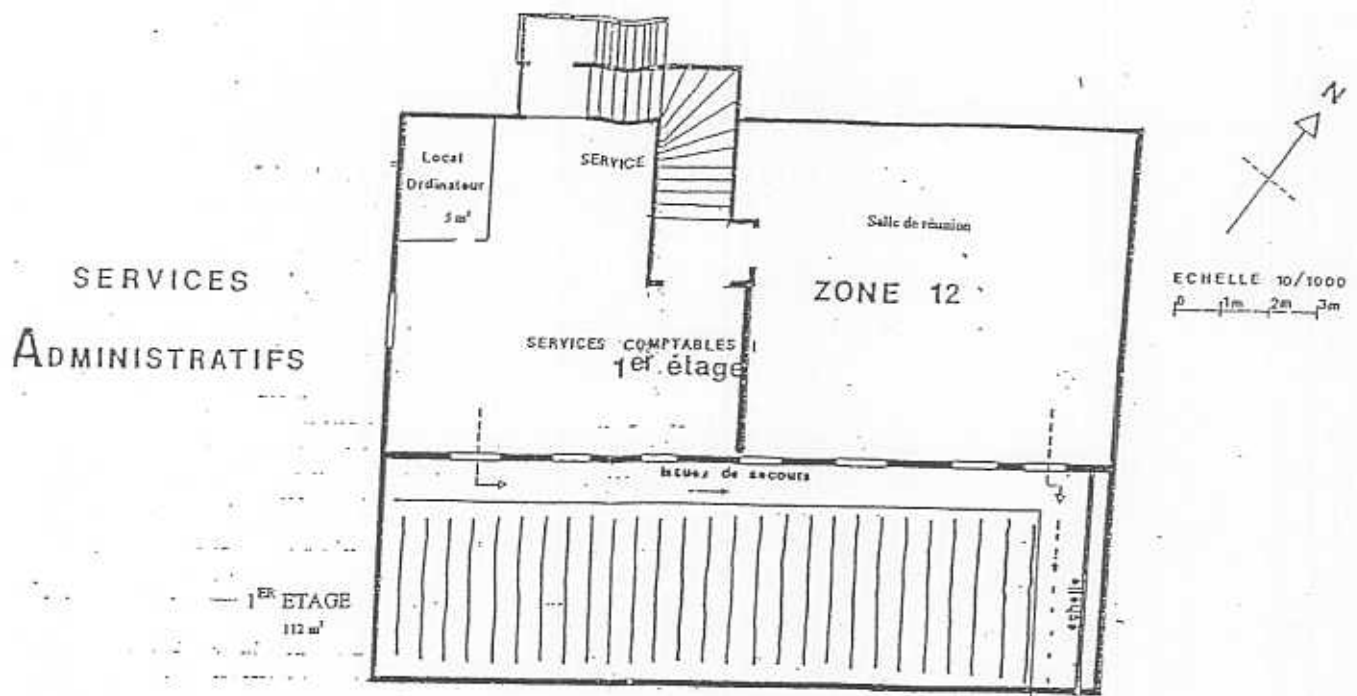 N
Local
Ordinateur
5 m²
SERVICE
Salle de réunion
SERVICES
ADMINISTRATIFS
ZONE 12
ECHELLE 10/1000
0 1m 2m 3m
SERVICES COMPTABLES
1er étage
Issues de secours
1ER ETAGE
112 m²
échelle